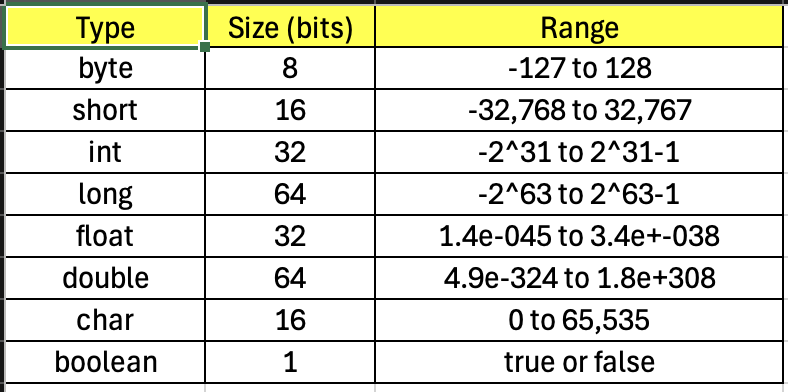 Type Size (bits) Range
byte 8 -127 to 128
short 16 -32,768 to 32,767
int 32 -2^31 to 2^31-1
long 64 -2^63 to 2^63-1
float 32 1.4e-045 to 3.4e+-038
double 64 4.9e-324 to 1.8e+308
char 16 0 to 65,535
boolean 1 true or false